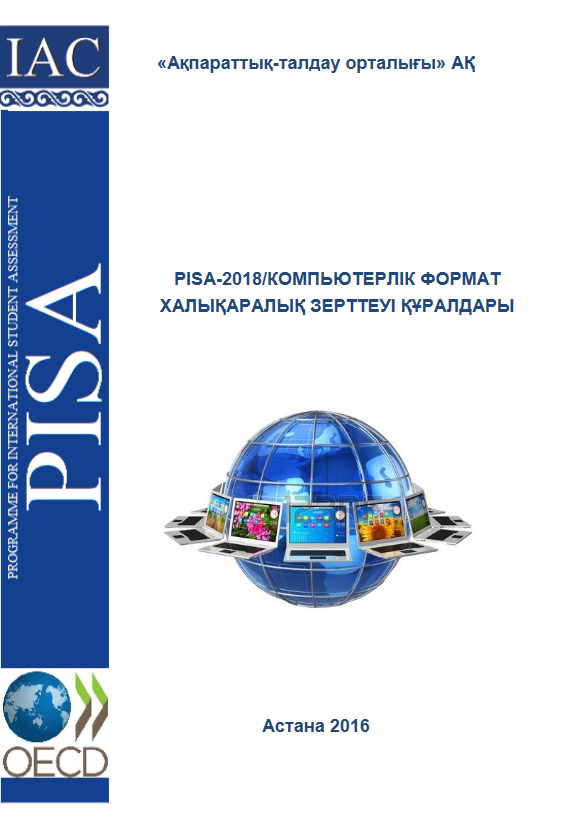 IAC
«Ақпараттық-талдау орталығы» АҚ
PROGRAMME FOR INTERNATIONAL STUDENT ASSESSMENT
PISA
PISA-2018/КОМПЬЮТЕРЛІК ФОРМАТ
ХАЛЫҚАРАЛЫҚ ЗЕРТТЕУІ ҚҰРАЛДАРЫ
Астана 2016
OECD